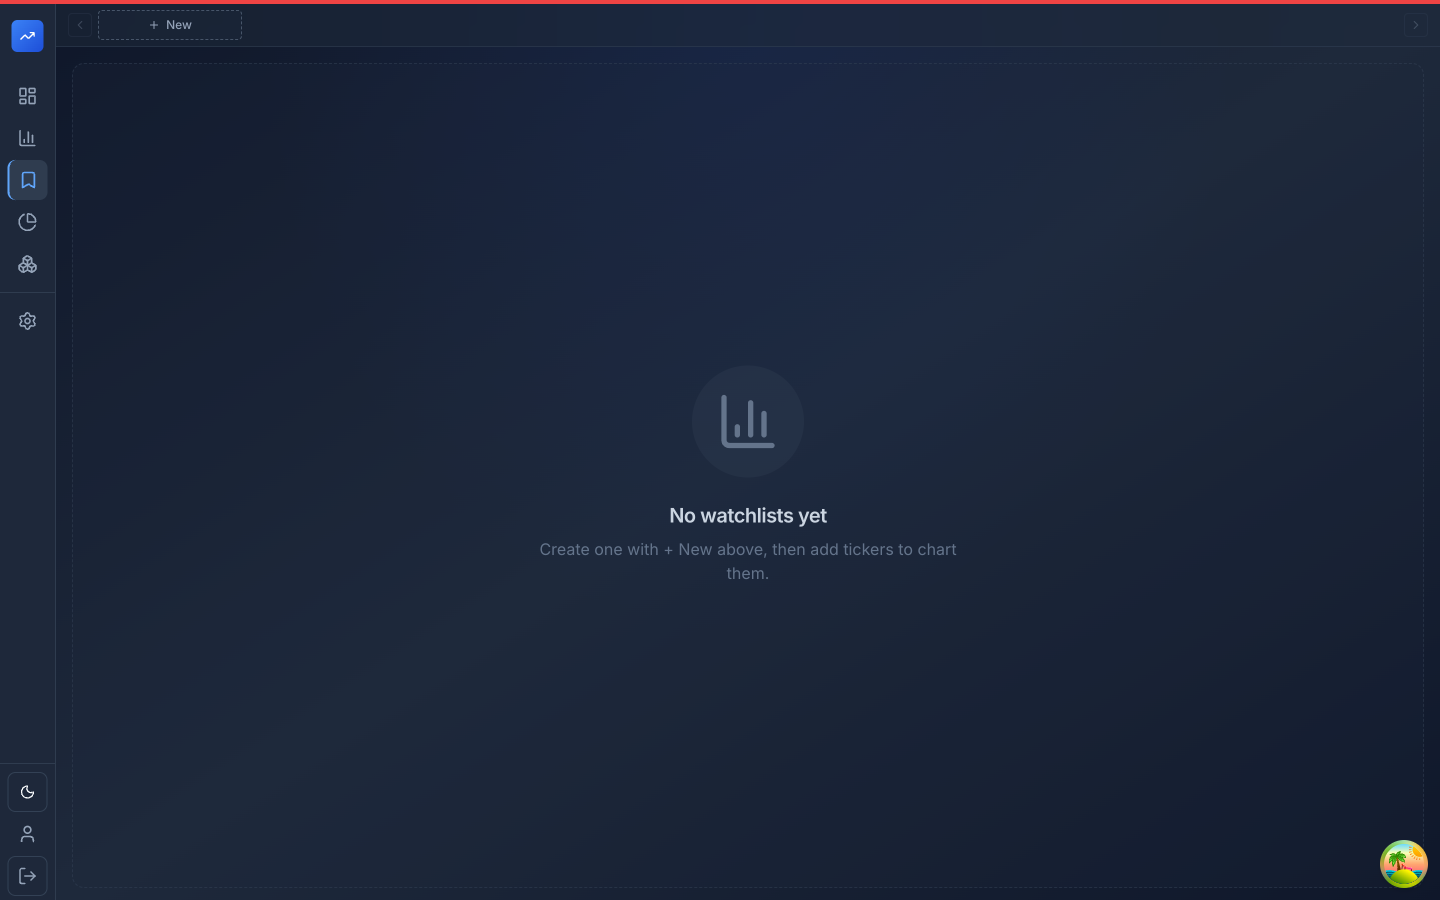 New
No watchlists yet
Create one with + New above, then add tickers to chart
them.